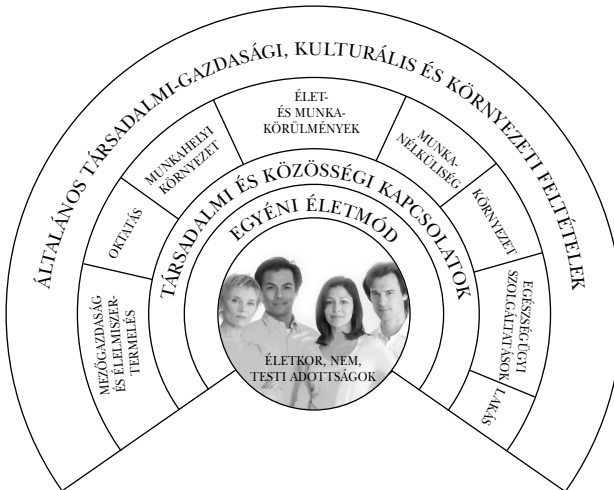 ÁLTALÁNOS TÁRSADALMI-GAZDASÁGI, KULTURÁLIS ÉS KÖRNYEZETI FELTÉTELEK
MEZŐGAZDASÁG
ÉS ÉLELMISZER-
TERMELÉS
OKTATÁS
MUNKAHELYI
KÖRNYEZET
ÉLET-
ÉS MUNKA-
KÖRÜLMÉNYEK
MUNKA-
NÉLKÜLISÉG
KÖRNYEZET
EGÉSZSÉGÜGYI
SZOLGÁLTATÁSOK
LAKÁS
TÁRSADALMI ÉS KÖZÖSSÉGI KAPCSOLATOK
EGYÉNI ÉLETMÓD
ÉLETKOR, NEM,
TESTI ADOTTSÁGOK